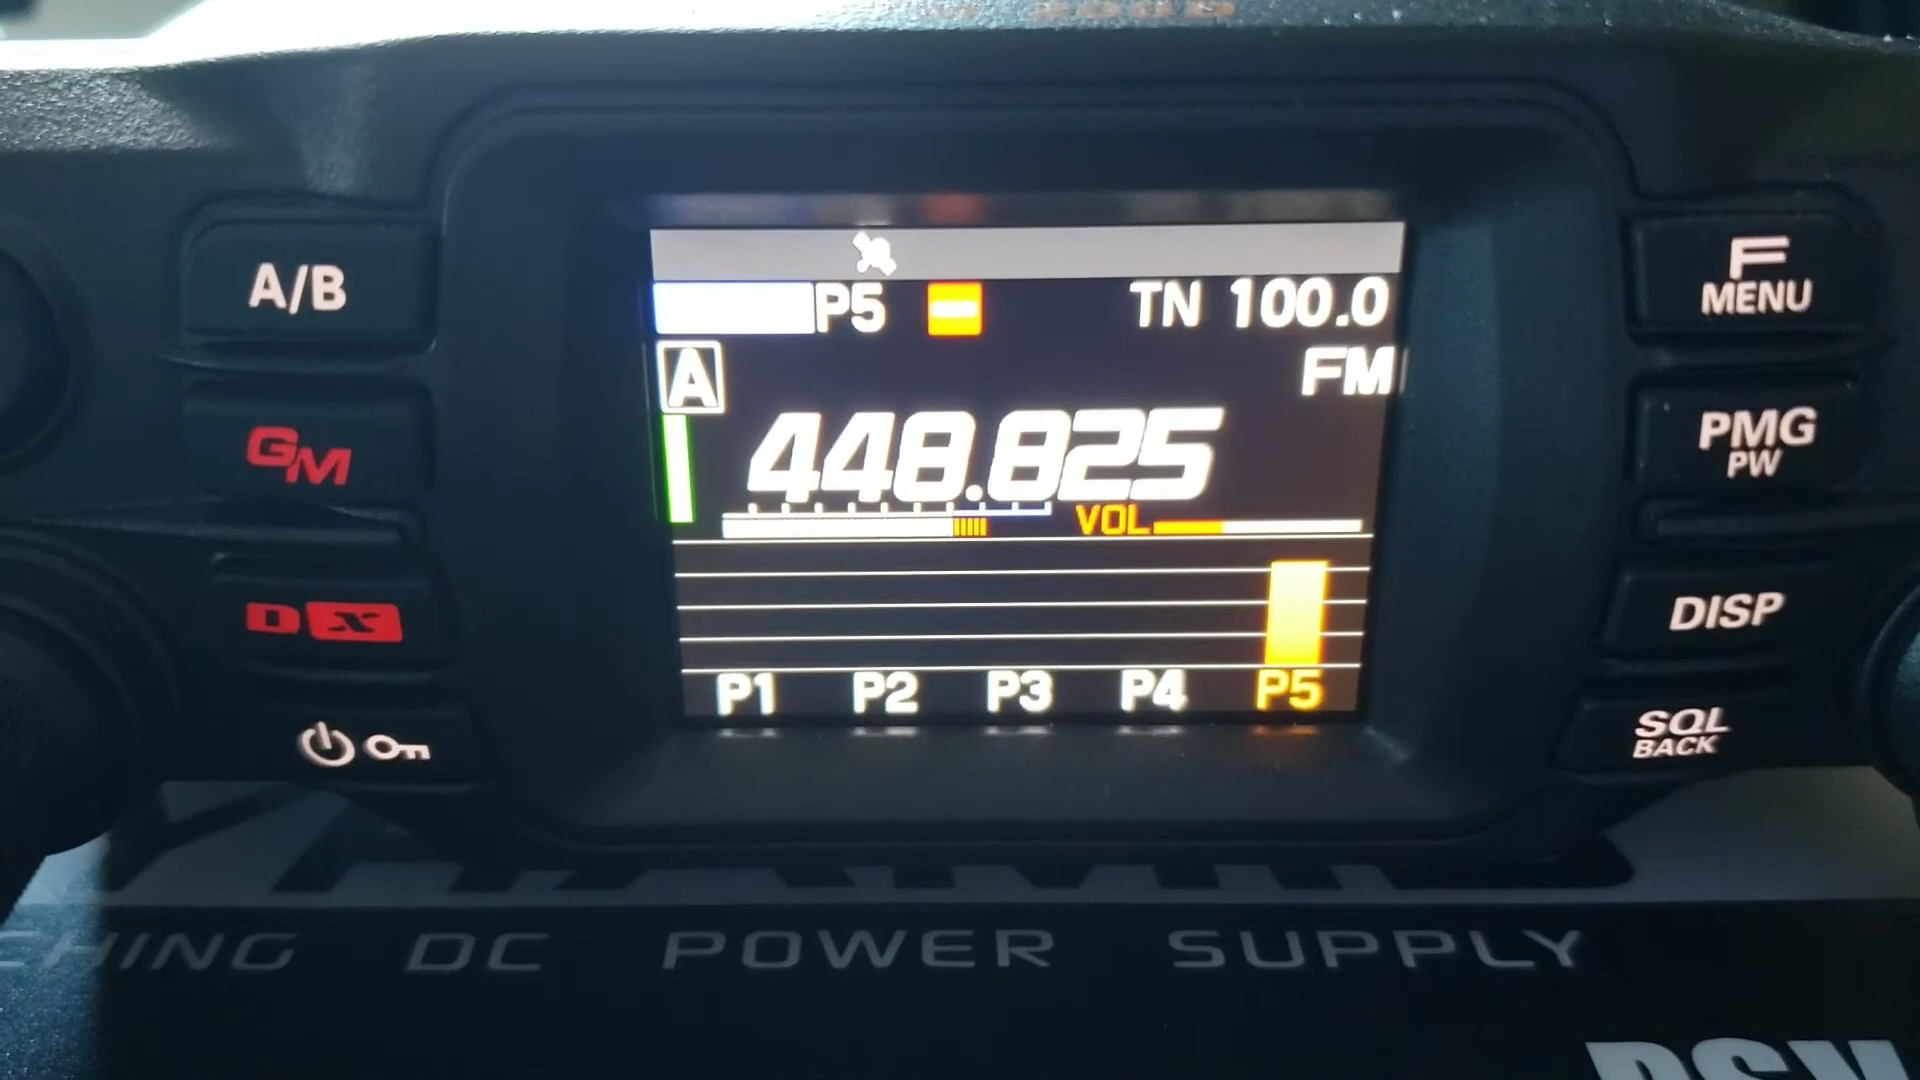 P5 TN 100.0
A FM
448.825
VOL
P1 P2 P3 P4 P5
A/B
GM
DX
F
MENU
PMG
PW
DISP
SQL
BACK
DC POWER SUPPLY